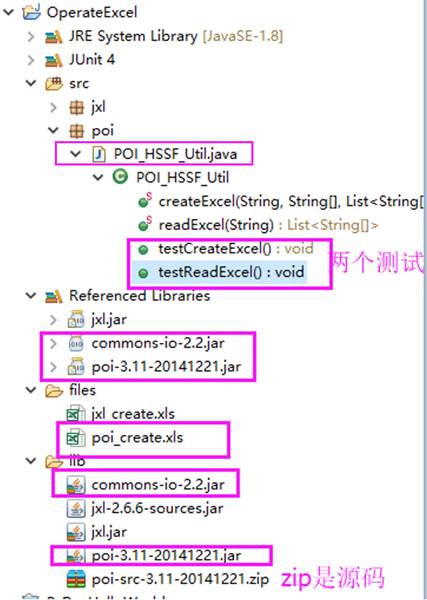 OperateExcel
JRE System Library [JavaSE-1.8]
JUnit 4
src
jxl
poi
POI_HSSF_Util.java
POI_HSSF_Util
createExcel(String, String[], List<String[
readExcel(String) : List<String[]>
testCreateExcel() : void
两个测试
testReadExcel() : void
Referenced Libraries
jxl.jar
commons-io-2.2.jar
poi-3.11-20141221.jar
files
jxl_create.xls
poi_create.xls
lib
commons-io-2.2.jar
jxl-2.6.6-sources.jar
jxl.jar
poi-3.11-20141221.jar
poi-src-3.11-20141221.zip zip是源码